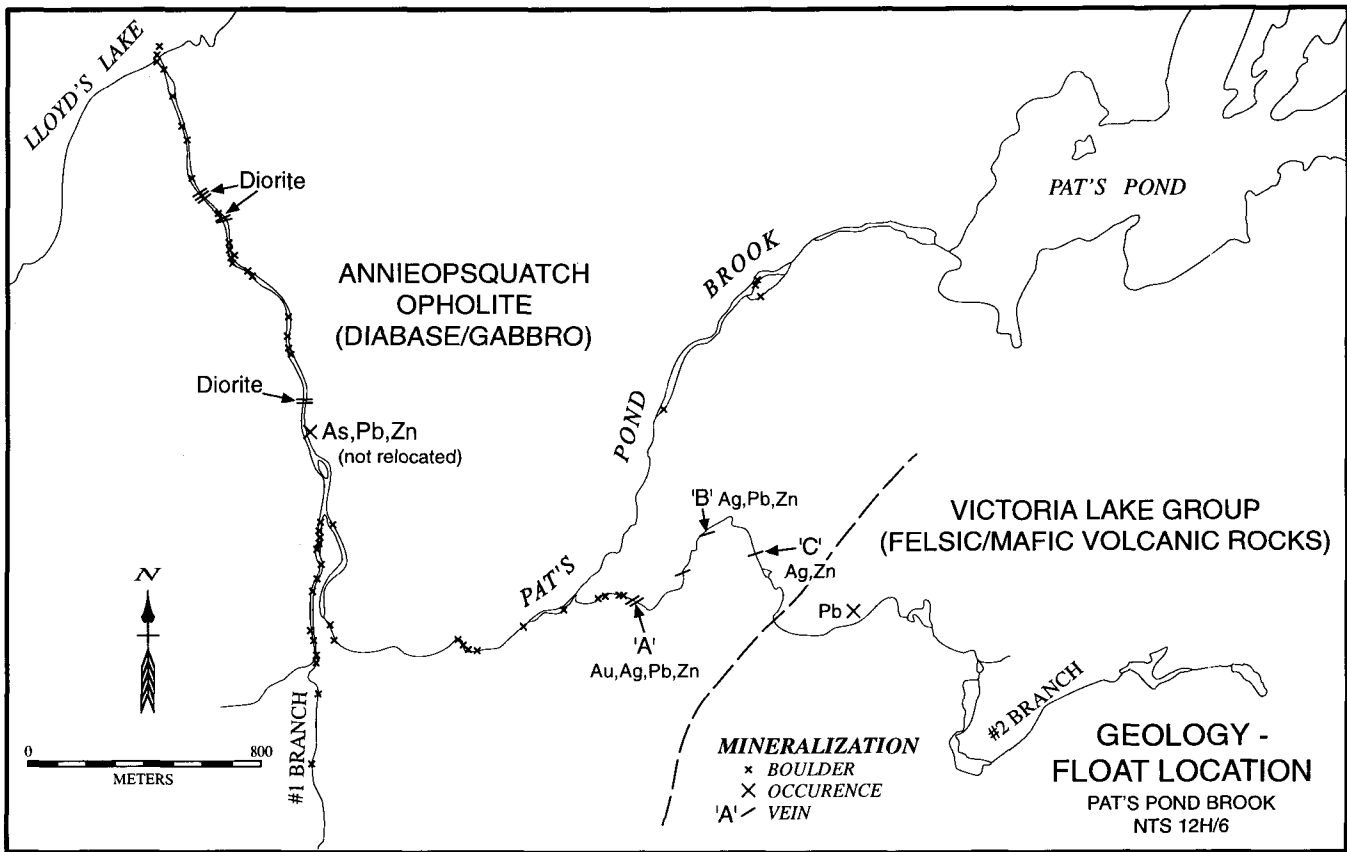 LLOYD'S LAKE
Diorite
ANNIEOPSQUATCH
OPHOLITE
(DIABASE/GABBRO)
Diorite
As,Pb,Zn
(not relocated)
PAT'S POND
PAT'S POND BROOK
'B' Ag,Pb,Zn
'C'
Ag,Zn
VICTORIA LAKE GROUP
(FELSIC/MAFIC VOLCANIC ROCKS)
Pb
'A'
Au,Ag,Pb,Zn
N
0 800
METERS
#1 BRANCH
#2 BRANCH
MINERALIZATION
BOULDER
OCCURENCE
'A' VEIN
GEOLOGY -
FLOAT LOCATION
PAT'S POND BROOK
NTS 12H/6